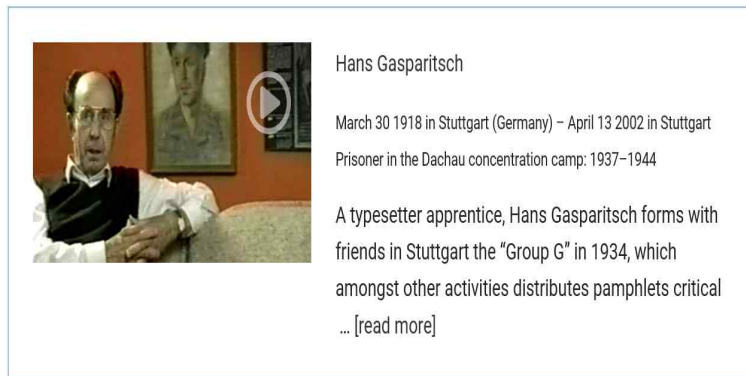 Hans Gasparitsch
March 30 1918 in Stuttgart (Germany) – April 13 2002 in Stuttgart
Prisoner in the Dachau concentration camp: 1937–1944
A typesetter apprentice, Hans Gasparitsch forms with
friends in Stuttgart the “Group G” in 1934, which
amongst other activities distributes pamphlets critical
... [read more]